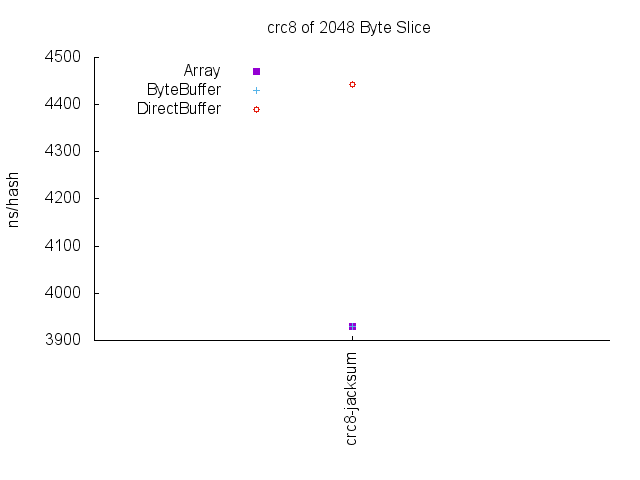 crc8 of 2048 Byte Slice
4500
4400
4300
4200
4100
4000
3900
ns/hash
Array
ByteBuffer
DirectBuffer
crc8-jacksum